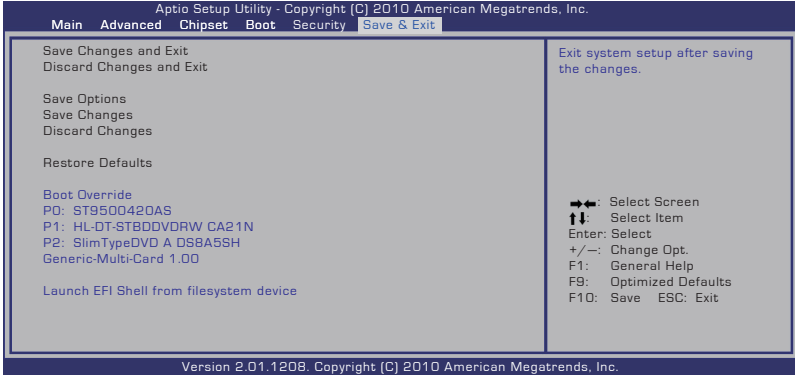 Aptio Setup Utility - Copyright (C) 2010 American Megatrends, Inc.
Main Advanced Chipset Boot Security Save & Exit
Save Changes and Exit
Discard Changes and Exit
Save Options
Save Changes
Discard Changes
Restore Defaults
Boot Override
P0: ST9500420AS
P1: HL-DT-STBDDVDRW CA21N
P2: SlimTypeDVD A DS8A5SH
Generic-Multi-Card 1.00
Launch EFI Shell from filesystem device
Exit system setup after saving
the changes.
→←: Select Screen
↑↓: Select Item
Enter: Select
+/—: Change Opt.
F1: General Help
F9: Optimized Defaults
F10: Save ESC: Exit
Version 2.01.1208. Copyright (C) 2010 American Megatrends, Inc.